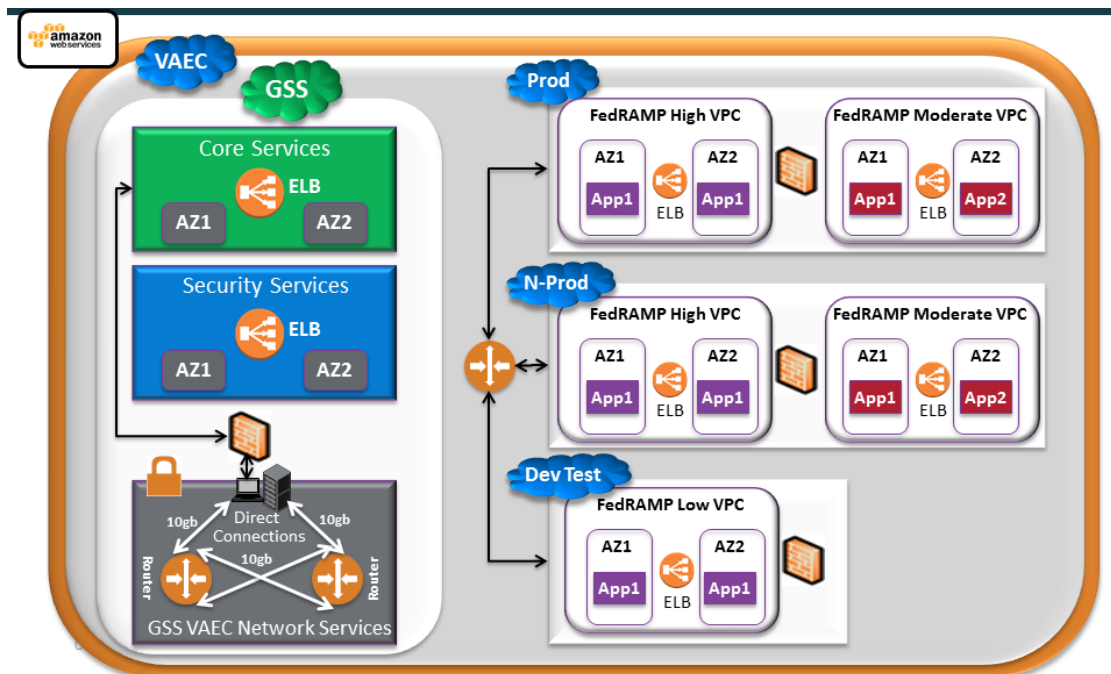 amazon
webservices
VAEC
GSS
Core Services
ELB
AZ1
AZ2
Security Services
ELB
AZ1
AZ2
10gb
Direct
Connections
10gb
10gb
Router
Router
GSS VAEC Network Services
Prod
FedRAMP High VPC
AZ1
AZ2
App1
ELB
App1
FedRAMP Moderate VPC
AZ1
AZ2
App1
ELB
App2
N-Prod
FedRAMP High VPC
AZ1
AZ2
App1
ELB
App1
FedRAMP Moderate VPC
AZ1
AZ2
App1
ELB
App2
Dev Test
FedRAMP Low VPC
AZ1
AZ2
App1
ELB
App1